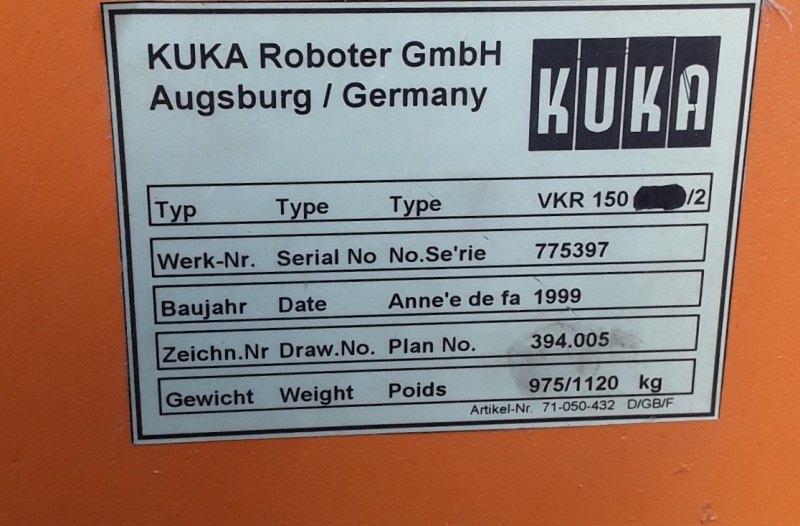 KUKA Roboter GmbH
Augsburg / Germany
KUKA
Typ Type Type VKR 150 /2
Werk-Nr. Serial No No.Se'rie 775397
Baujahr Date Anne'e de fa 1999
Zeichn.Nr Draw.No. Plan No. 394.005
Gewicht Weight Poids 975/1120 kg
Artikel-Nr. 71-050-432 D/GB/F